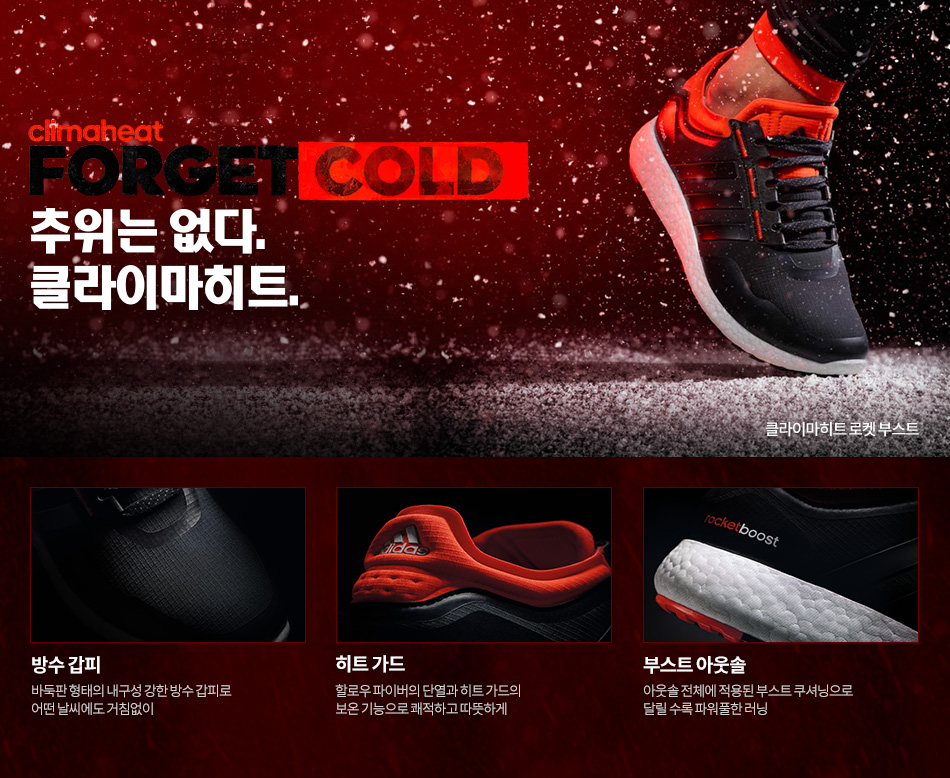 climaheat
FORGET COLD
추위는 없다.
클라이마히트.
클라이마히트 로켓 부스트
adidas
rocketboost
방수 갑피
바둑판 형태의 내구성 강한 방수 갑피로
어떤 날씨에도 거침없이
히트 가드
할로우 파이버의 단열과 히트 가드의
보온 기능으로 쾌적하고 따뜻하게
부스트 아웃솔
아웃솔 전체에 적용된 부스트 쿠셔닝으로
달릴 수록 파워풀한 러닝